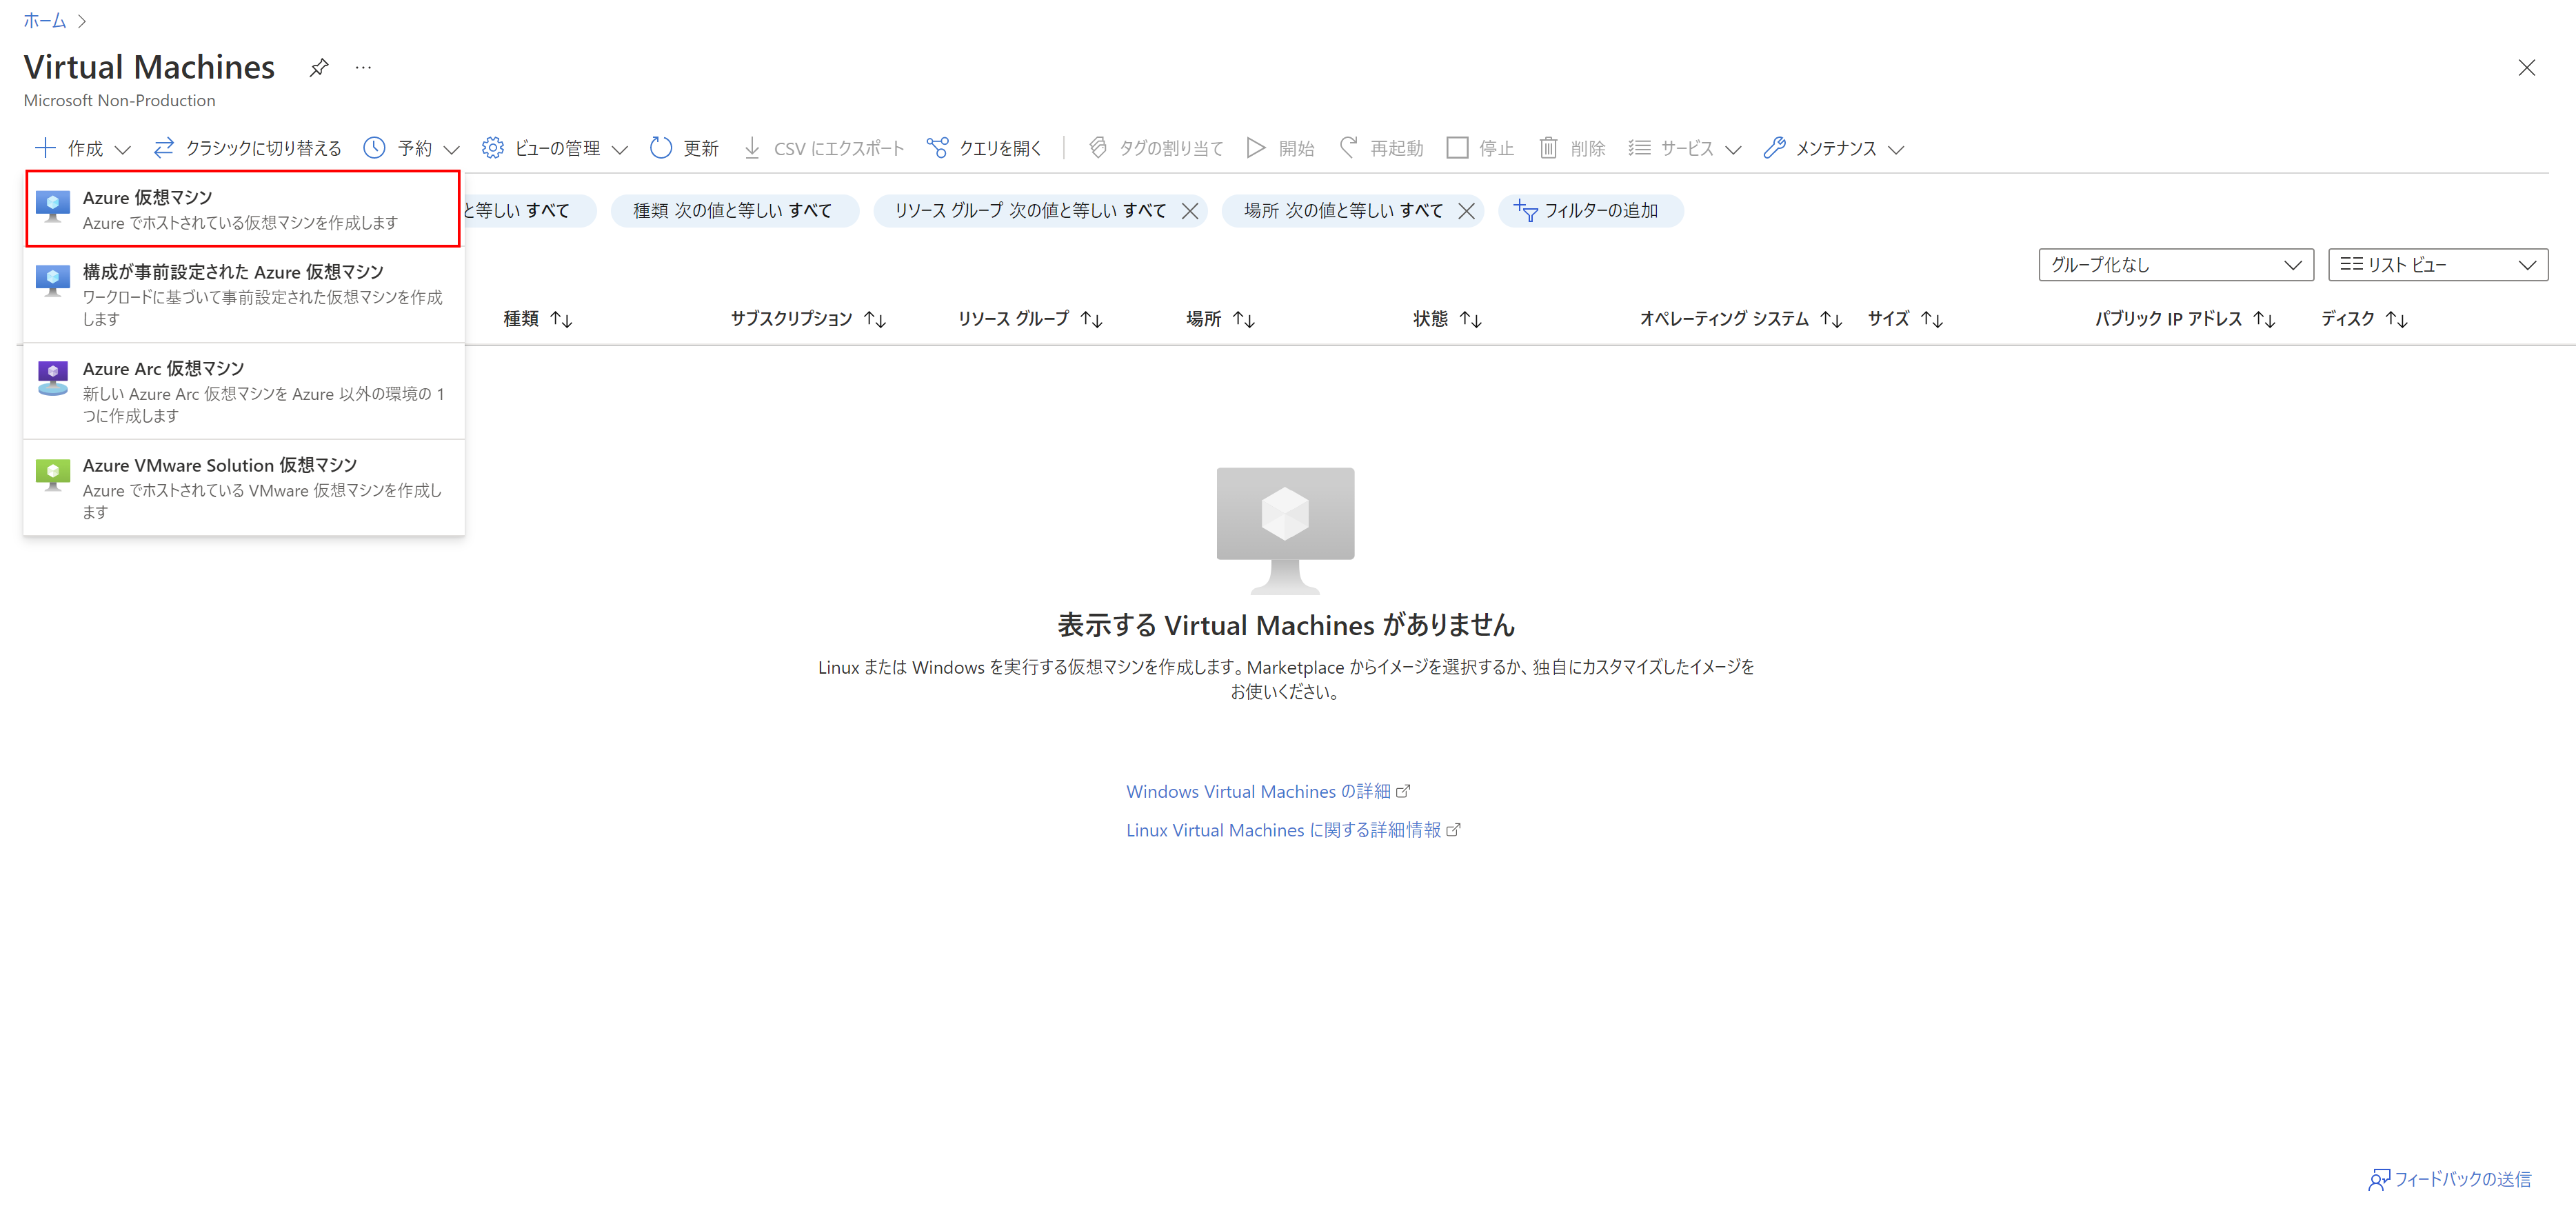 ホーム
Virtual Machines
Microsoft Non-Production
作成 クラシックに切り替える 予約 ビューの管理 更新 CSV にエクスポート クエリを開く タグの割り当て 開始 再起動 停止 削除 サービス メンテナンス
Azure 仮想マシン
Azure でホストされている仮想マシンを作成します
構成が事前設定された Azure 仮想マシン
ワークロードに基づいて事前設定された仮想マシンを作成
します
Azure Arc 仮想マシン
新しい Azure Arc 仮想マシンを Azure 以外の環境の 1
つに作成します
Azure VMware Solution 仮想マシン
Azure でホストされている VMware 仮想マシンを作成し
ます
と等しい すべて 種類 次の値と等しい すべて リソース グループ 次の値と等しい すべて 場所 次の値と等しい すべて フィルターの追加
グループ化なし リスト ビュー
種類 サブスクリプション リソース グループ 場所 状態 オペレーティング システム サイズ パブリック IP アドレス ディスク
表示する Virtual Machines がありません
Linux または Windows を実行する仮想マシンを作成します。Marketplace からイメージを選択するか、独自にカスタマイズしたイメージを
お使いください。
Windows Virtual Machines の詳細
Linux Virtual Machines に関する詳細情報
フィードバックの送信